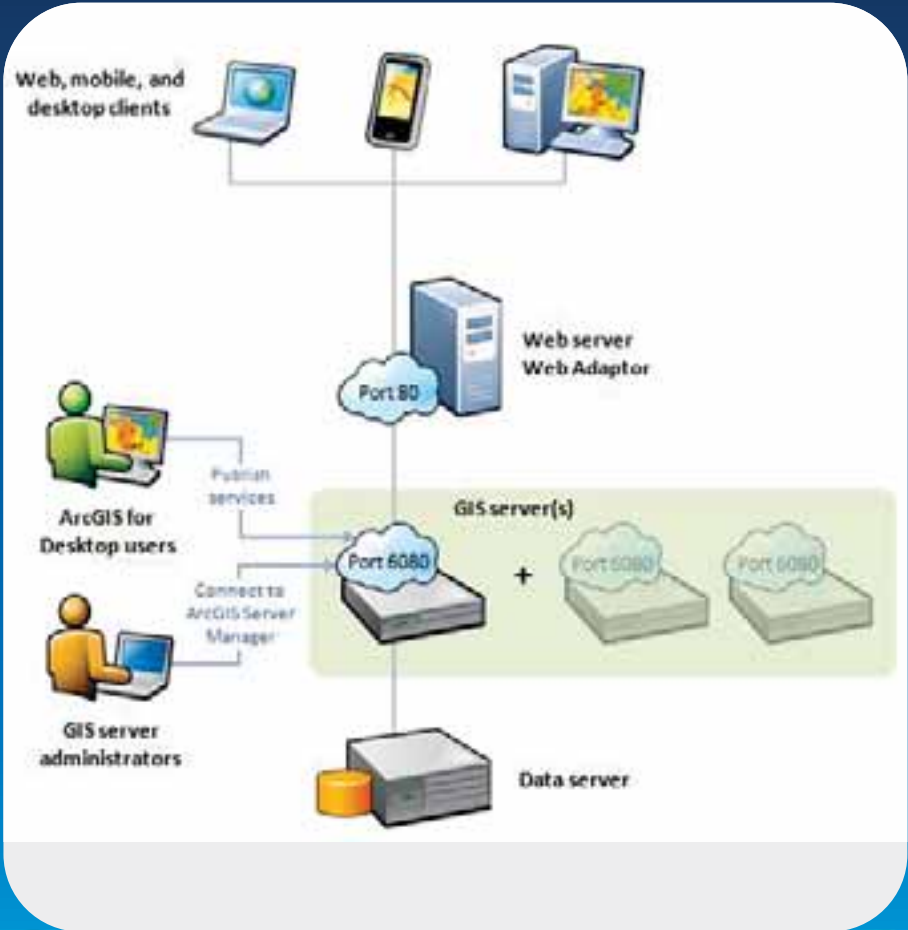 Web, mobile, and
desktop clients
Web server
Web Adaptor
Port 80
Publish
services
GIS server(s)
ArcGIS for
Desktop users
Port 6080
+
Port 6080
Port 6080
Connect to
ArcGIS Server
Manager
GIS server
administrators
Data server